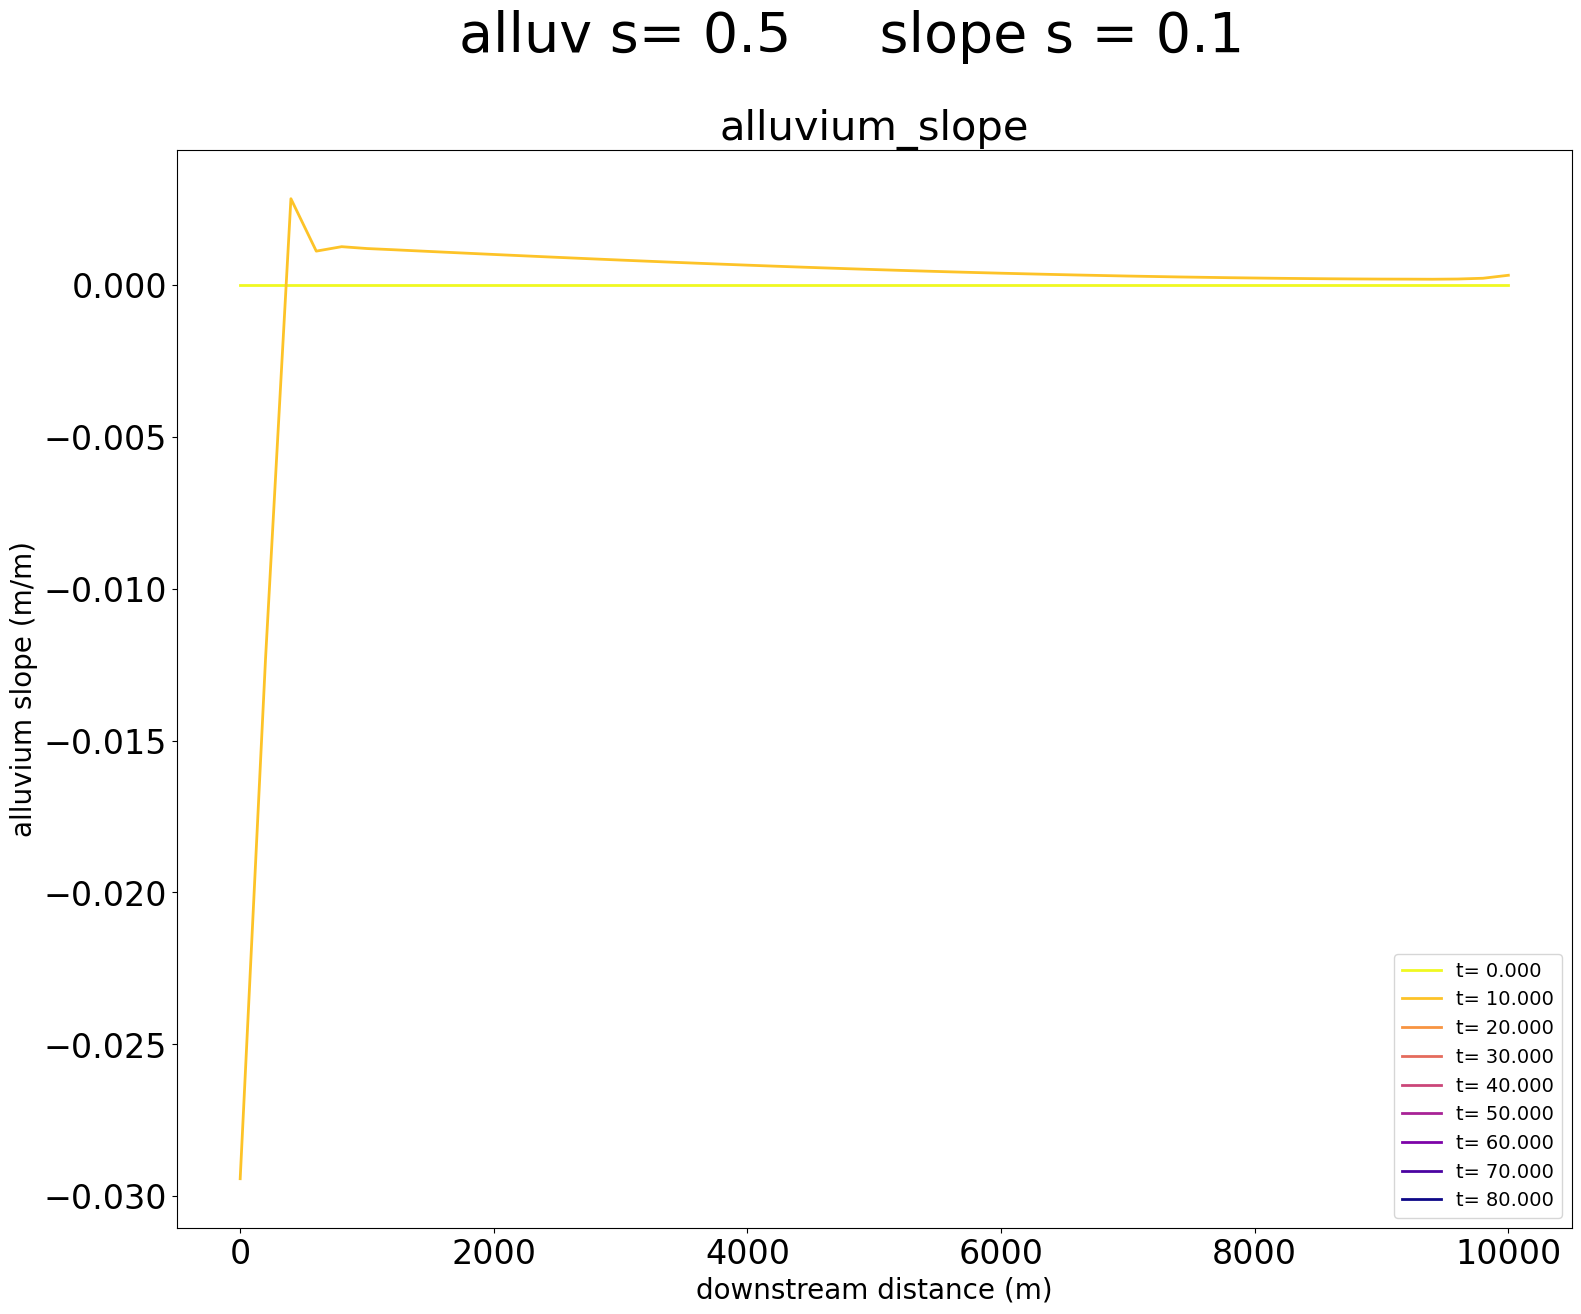 alluv s= 0.5     slope s = 0.1
alluvium_slope
0.000
−0.005
−0.010
−0.015
−0.020
−0.025
−0.030
alluvium slope (m/m)
t= 0.000
t= 10.000
t= 20.000
t= 30.000
t= 40.000
t= 50.000
t= 60.000
t= 70.000
t= 80.000
0 2000 4000 6000 8000 10000
downstream distance (m)